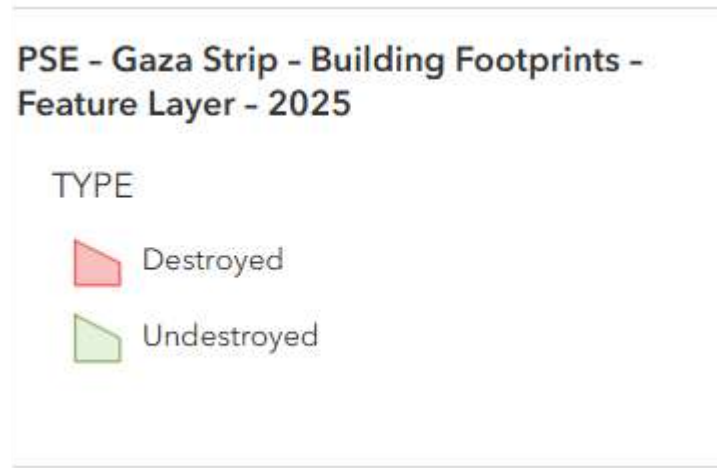 PSE – Gaza Strip – Building Footprints –
Feature Layer – 2025
TYPE
Destroyed
Undestroyed